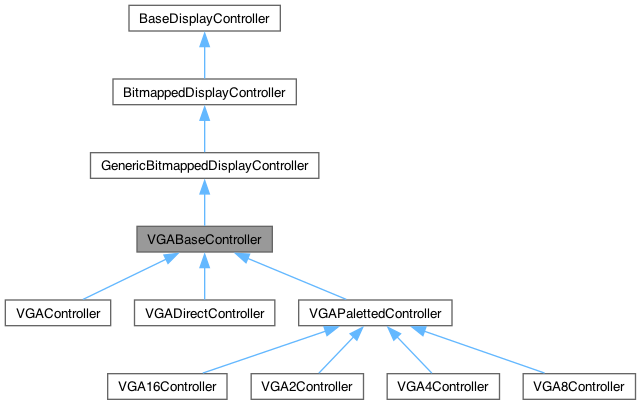 BaseDisplayController
BitmappedDisplayController
GenericBitmappedDisplayController
VGABaseController
VGAController
VGADirectController
VGAPalettedController
VGA16Controller
VGA2Controller
VGA4Controller
VGA8Controller